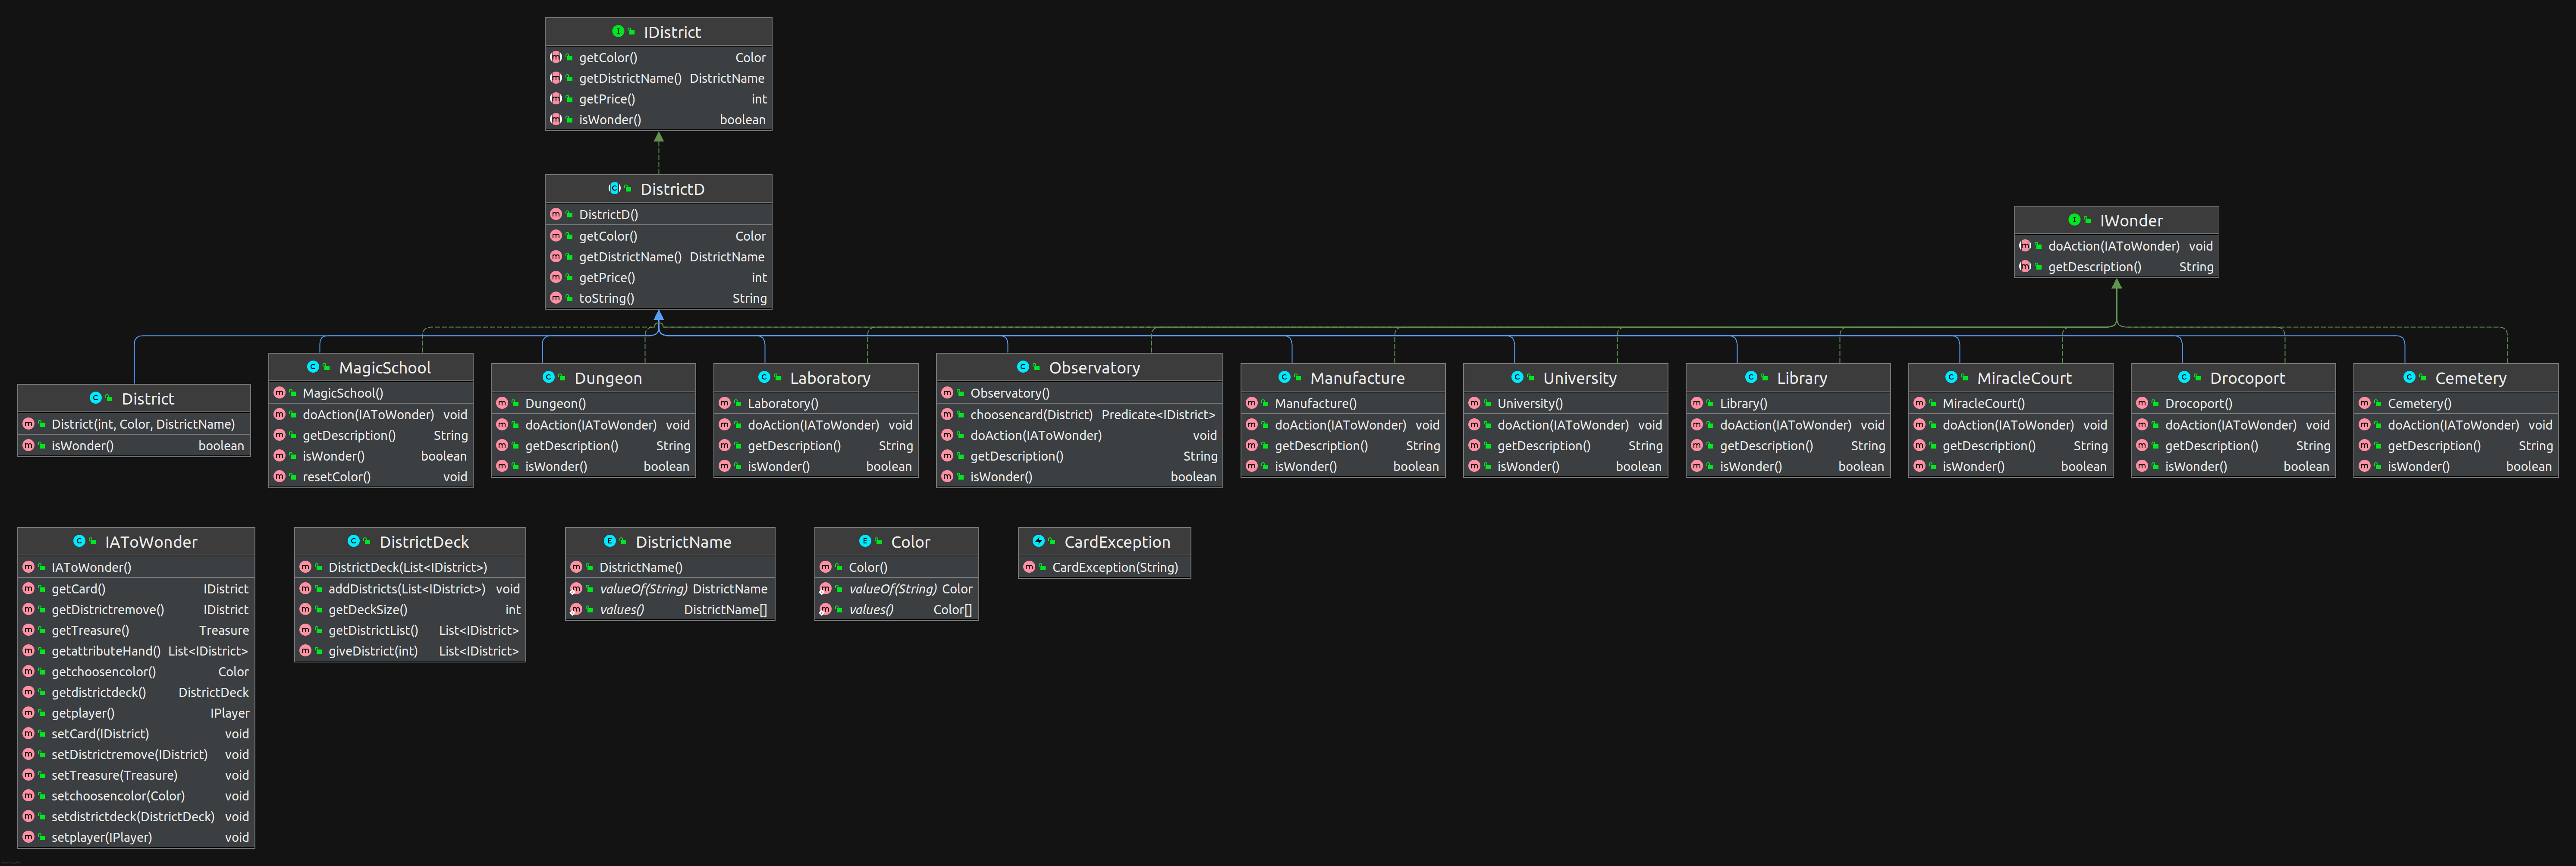 IDistrict
getColor() Color
getDistrictName() DistrictName
getPrice() int
isWonder() boolean
DistrictD
DistrictD()
getColor() Color
getDistrictName() DistrictName
getPrice() int
toString() String
IWonder
doAction(IAToWonder) void
getDescription() String
District
District(int, Color, DistrictName)
isWonder() boolean
MagicSchool
MagicSchool()
doAction(IAToWonder) void
getDescription() String
isWonder() boolean
resetColor() void
Dungeon
Dungeon()
doAction(IAToWonder) void
getDescription() String
isWonder() boolean
Laboratory
Laboratory()
doAction(IAToWonder) void
getDescription() String
isWonder() boolean
Observatory
Observatory()
choosencard(District) Predicate<IDistrict>
doAction(IAToWonder) void
getDescription() String
isWonder() boolean
Manufacture
Manufacture()
doAction(IAToWonder) void
getDescription() String
isWonder() boolean
University
University()
doAction(IAToWonder) void
getDescription() String
isWonder() boolean
Library
Library()
doAction(IAToWonder) void
getDescription() String
isWonder() boolean
MiracleCourt
MiracleCourt()
doAction(IAToWonder) void
getDescription() String
isWonder() boolean
Drocoport
Drocoport()
doAction(IAToWonder) void
getDescription() String
isWonder() boolean
Cemetery
Cemetery()
doAction(IAToWonder) void
getDescription() String
isWonder() boolean
IAToWonder
IAToWonder()
getCard() IDistrict
getDistrictremove() IDistrict
getTreasure() Treasure
getattributeHand() List<IDistrict>
getchoosencolor() Color
getdistrictdeck() DistrictDeck
getplayer() IPlayer
setCard(IDistrict) void
setDistrictremove(IDistrict) void
setTreasure(Treasure) void
setchoosencolor(Color) void
setdistrictdeck(DistrictDeck) void
setplayer(IPlayer) void
DistrictDeck
DistrictDeck(List<IDistrict>)
addDistricts(List<IDistrict>) void
getDeckSize() int
getDistrictList() List<IDistrict>
giveDistrict(int) List<IDistrict>
DistrictName
DistrictName()
valueOf(String) DistrictName
values() DistrictName[]
Color
Color()
valueOf(String) Color
values() Color[]
CardException
CardException(String)